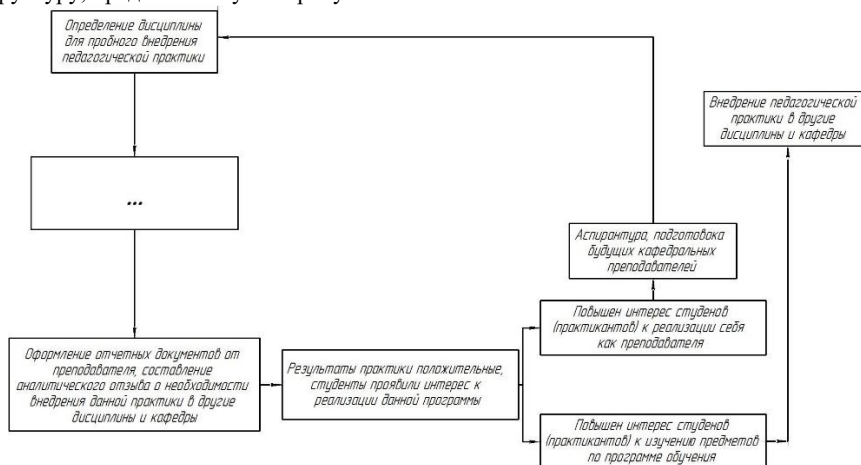 Определение дисциплины
для пробного внедрения
педагогической практики
Внедрение педагогической
практики в другие
дисциплины и кафедры
...
Аспирантура, подготовока
будущих кафедральных
преподавателей
Повышен интерес студенов
(практикантов) к реализации себя
как преподавателя
Оформление отчетных документов от
преподавателя, составление
аналитического отзыва о необходимости
внедрения данной практики в другие
дисциплины и кафедры
Результаты практики положительные,
студенты проявили интерес к
реализации данной программы
Повышен интерес студенов
(практикантов) к изучению предметов
по программе обучения